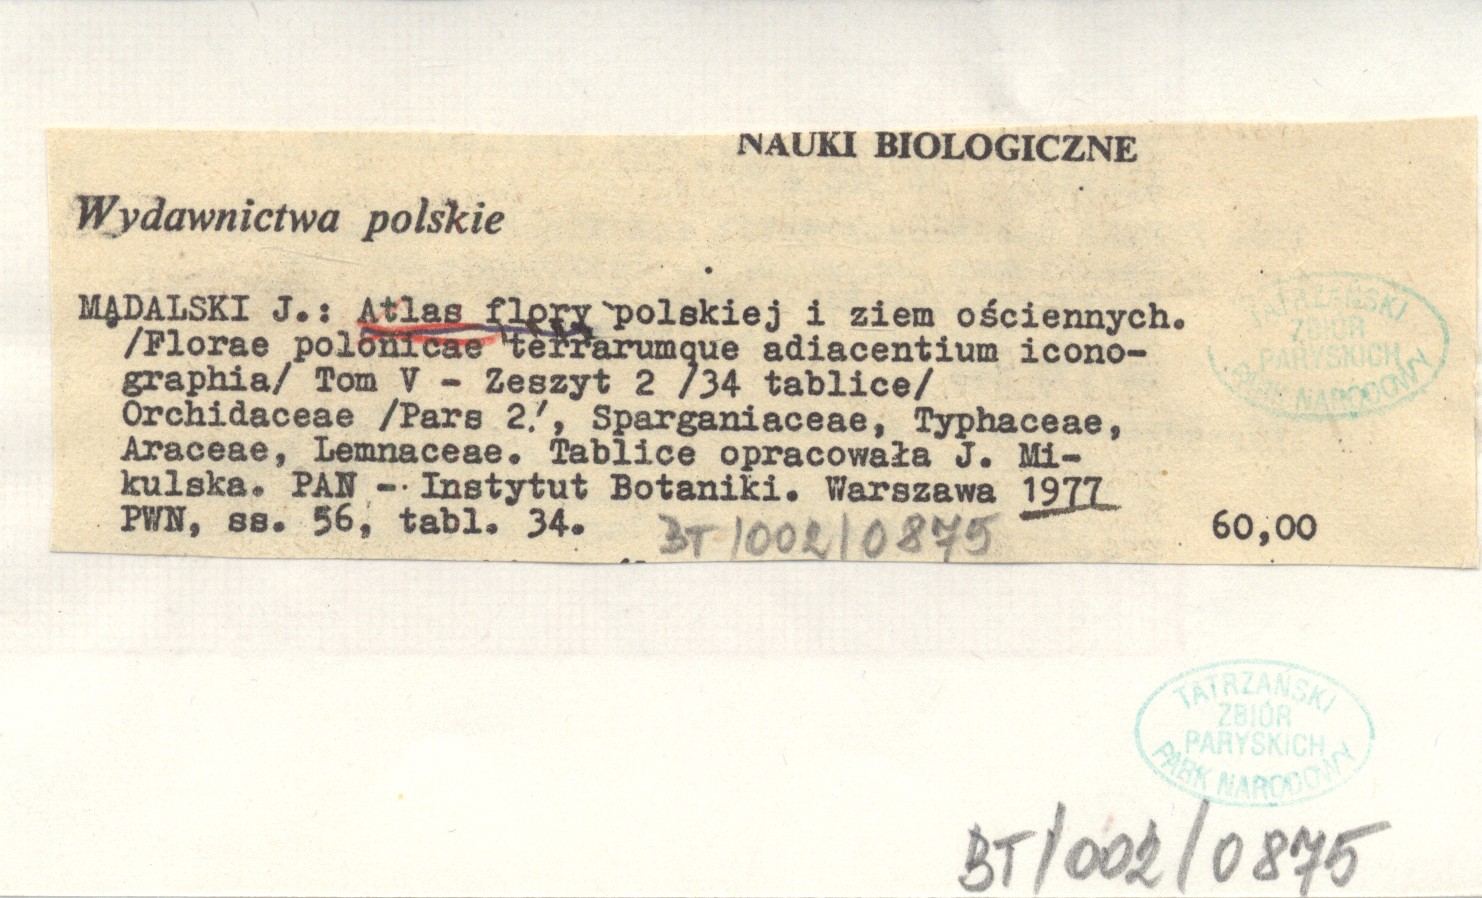 NAUKI BIOLOGICZNE
Wydawnictwa polskie
MĄDALSKI J.: Atlas flory polskiej i ziem ościennych.
/Florae polonicae terrarumque adiacentium icono-
graphia/ Tom V - Zeszyt 2 /34 tablice/
Orchidaceae /Pars 2/, Sparganiaceae, Typhaceae,
Araceae, Lemnaceae. Tablice opracowała J. Mi-
kulska. PAN - Instytut Botaniki. Warszawa 1977
PWN, ss. 56, tabl. 34. 60,00
BT/002/0875
TATRZAŃSKI
ZBIÓR
PARYSKICH
PARK NARODOWY
TATRZAŃSKI
ZBIÓR
PARYSKICH
PARK NARODOWY
BT/002/0875